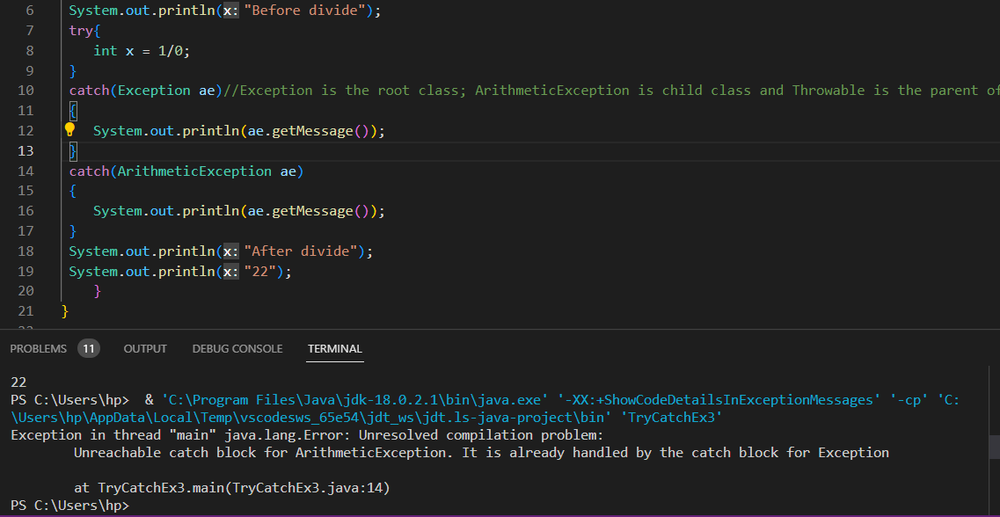 6 System.out.println(x: "Before divide");
7 try{
8 int x = 1/0;
9 }
10 catch(Exception ae)//Exception is the root class; ArithmeticException is child class and Throwable is the parent of
11 {
12 System.out.println(ae.getMessage());
13 }
14 catch(ArithmeticException ae)
15 {
16 System.out.println(ae.getMessage());
17 }
18 System.out.println(x: "After divide");
19 System.out.println(x: "22");
20 }
21 }
PROBLEMS 11 OUTPUT DEBUG CONSOLE TERMINAL
22
PS C:\Users\hp> & 'C:\Program Files\Java\jdk-18.0.2.1\bin\java.exe' '-XX:+ShowCodeDetailsInExceptionMessages' '-cp' 'C:
\Users\hp\AppData\Local\Temp\vscodesws_65e54\jdt_ws\jdt.ls-java-project\bin' 'TryCatchEx3'
Exception in thread "main" java.lang.Error: Unresolved compilation problem:
Unreachable catch block for ArithmeticException. It is already handled by the catch block for Exception
at TryCatchEx3.main(TryCatchEx3.java:14)
PS C:\Users\hp>